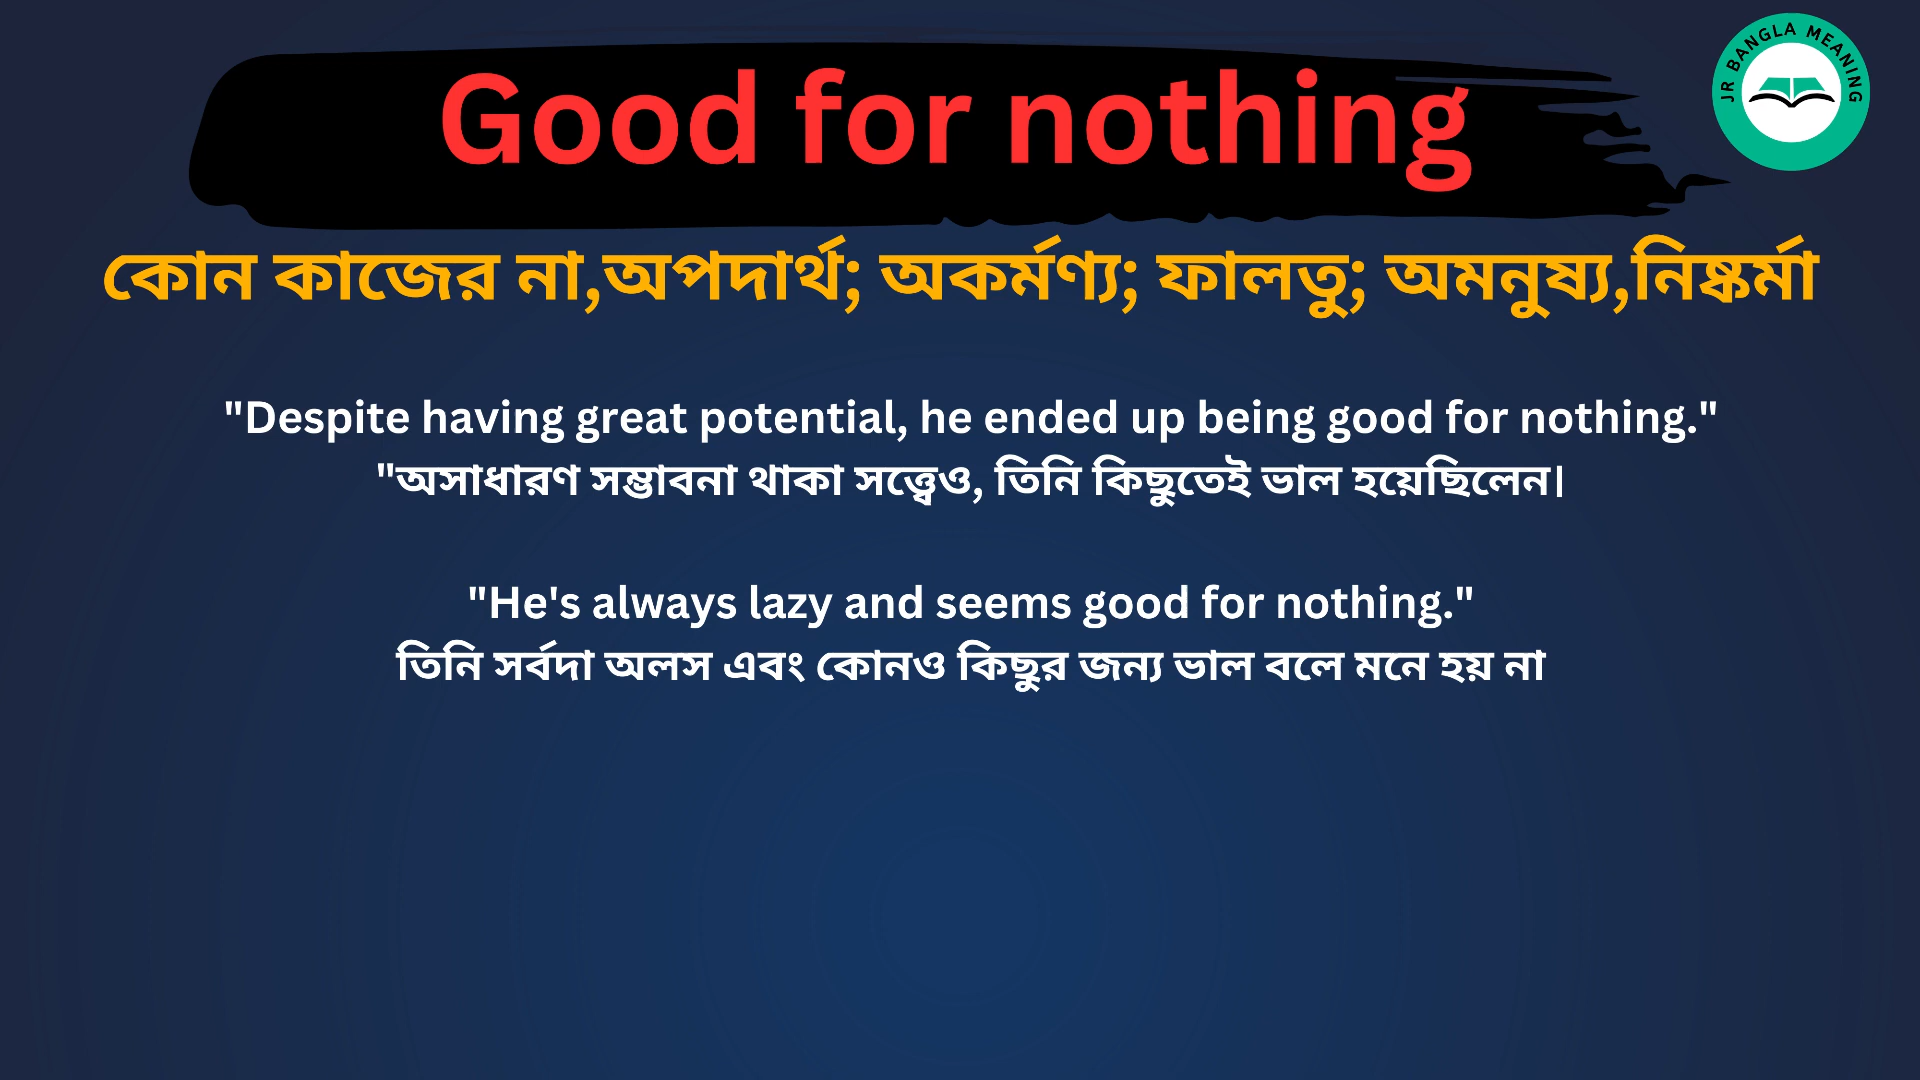 Good for nothing
JR BANGLA MEANING
কোন কাজের না,অপদার্থ; অকর্মণ্য; ফালতু; অমনুষ্য,নিষ্কর্মা
"Despite having great potential, he ended up being good for nothing."
"অসাধারণ সম্ভাবনা থাকা সত্ত্বেও, তিনি কিছুতেই ভাল হয়েছিলেন।
"He's always lazy and seems good for nothing."
তিনি সর্বদা অলস এবং কোনও কিছুর জন্য ভাল বলে মনে হয় না